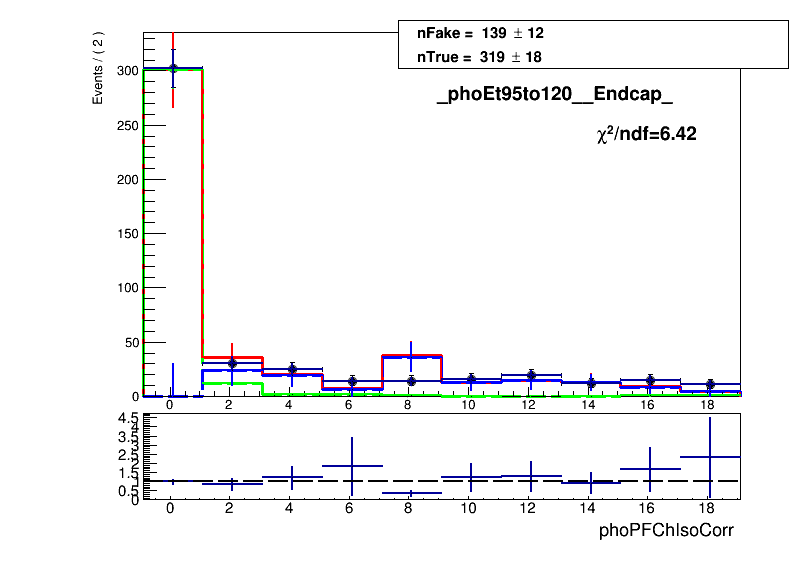 nFake = 139 ± 12
nTrue = 319 ± 18
_phoEt95to120__Endcap_
χ²/ndf=6.42
Events / ( 2 )
300
250
200
150
100
50
0
0 2 4 6 8 10 12 14 16 18
4.5
3.5
2.5
2
1.5
1
0.5
0
0 2 4 6 8 10 12 14 16 18
phoPFChIsoCorr